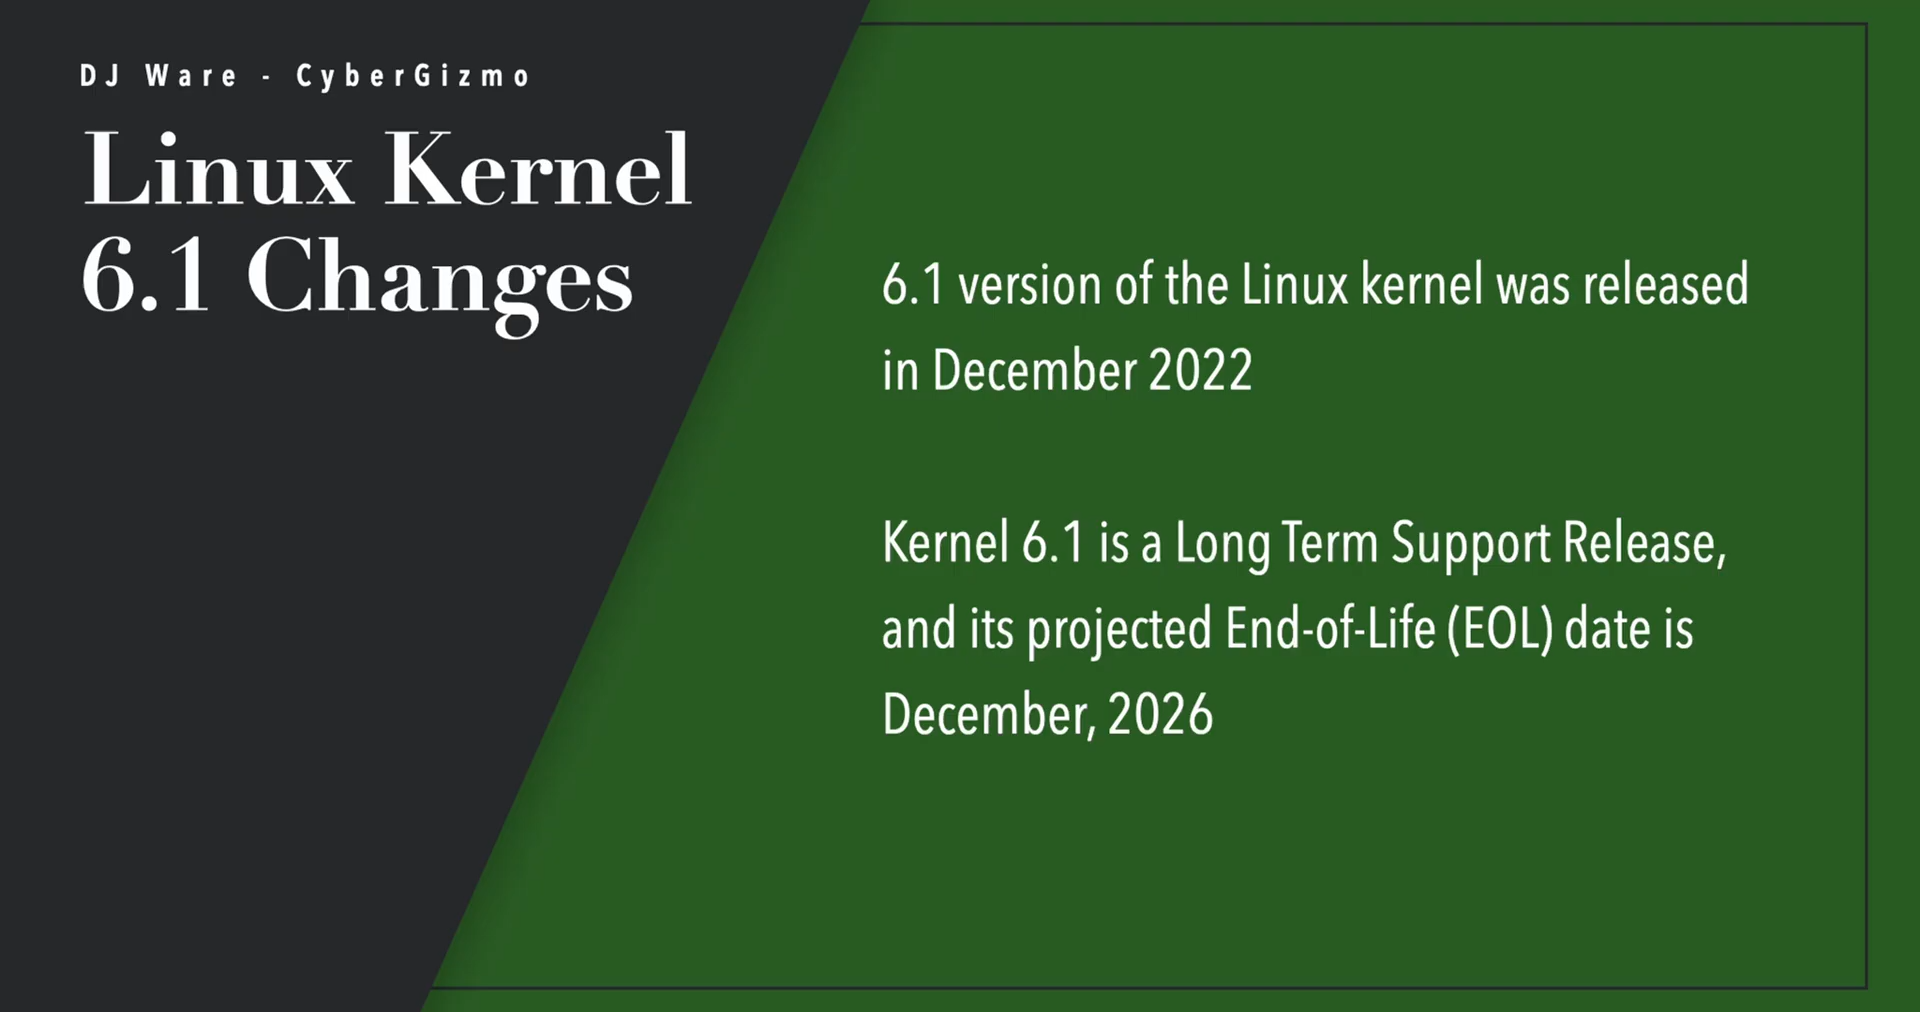 DJ Ware - CyberGizmo
Linux Kernel
6.1 Changes
6.1 version of the Linux kernel was released
in December 2022
Kernel 6.1 is a Long Term Support Release,
and its projected End-of-Life (EOL) date is
December, 2026